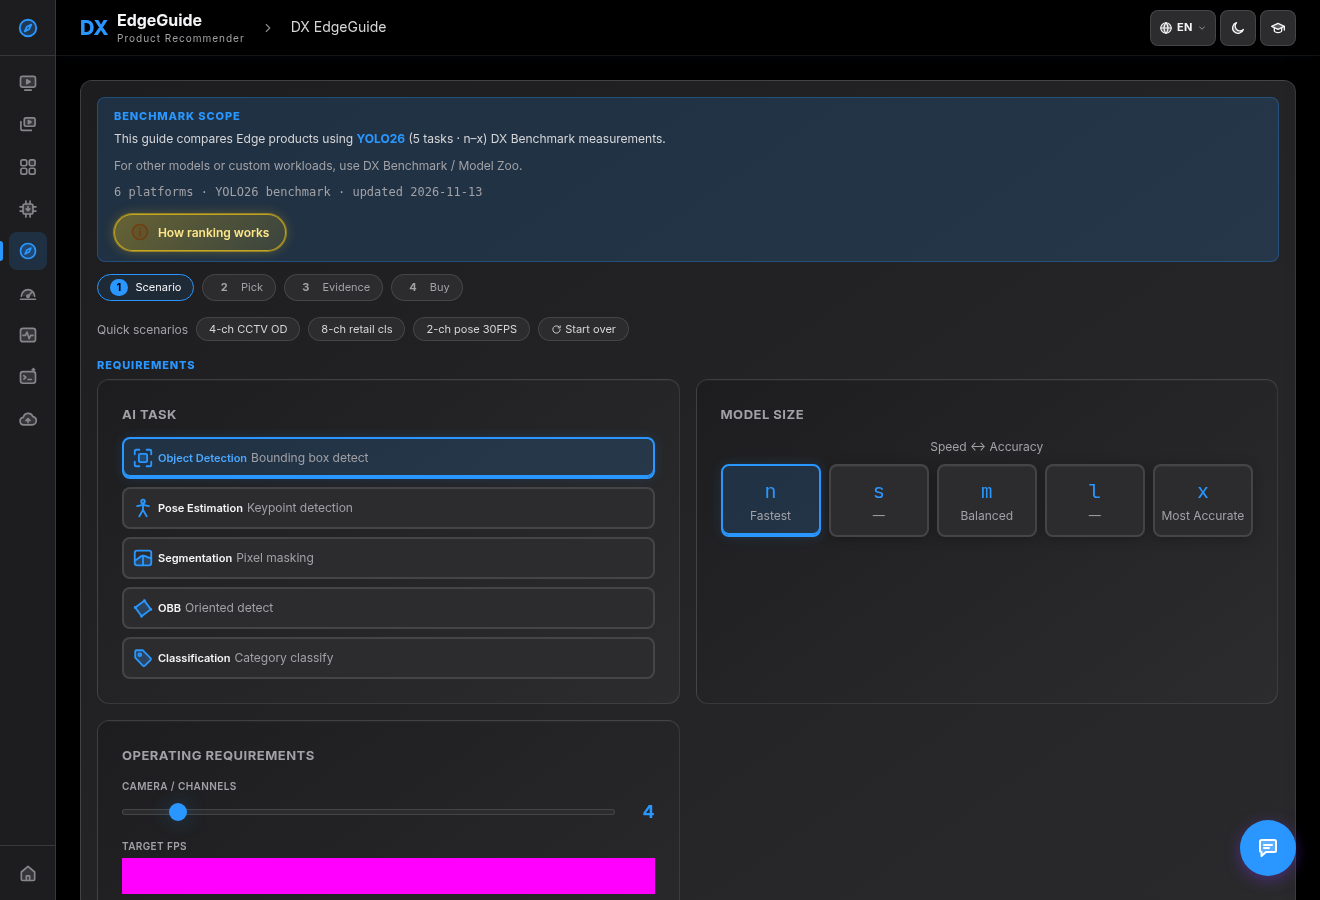 DX EdgeGuide
Product Recommender
DX EdgeGuide
EN
BENCHMARK SCOPE
This guide compares Edge products using YOLO26 (5 tasks · n–x) DX Benchmark measurements.
For other models or custom workloads, use DX Benchmark / Model Zoo.
6 platforms · YOLO26 benchmark · updated 2026-11-13
How ranking works
1 Scenario 2 Pick 3 Evidence 4 Buy
Quick scenarios 4-ch CCTV OD 8-ch retail cls 2-ch pose 30FPS Start over
REQUIREMENTS
AI TASK
Object Detection Bounding box detect
Pose Estimation Keypoint detection
Segmentation Pixel masking
OBB Oriented detect
Classification Category classify
MODEL SIZE
Speed ↔ Accuracy
n s m l x
Fastest — Balanced — Most Accurate
OPERATING REQUIREMENTS
CAMERA / CHANNELS
4
TARGET FPS